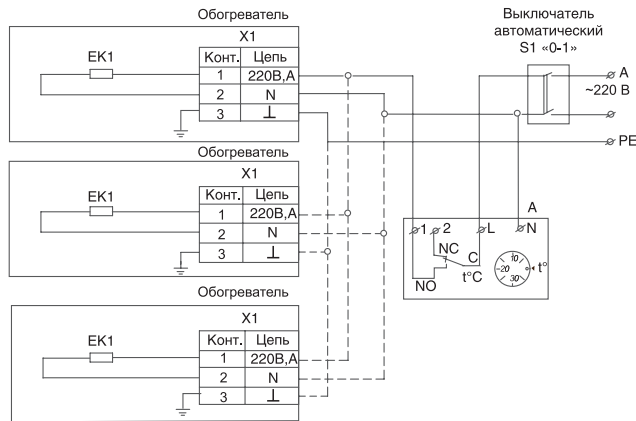 Обогреватель
X1
EK1
Конт. Цепь
1 220В,А
2 N
3 ⊥
Обогреватель
X1
EK1
Конт. Цепь
1 220В,А
2 N
3 ⊥
Обогреватель
X1
EK1
Конт. Цепь
1 220В,А
2 N
3 ⊥
Выключатель
автоматический
S1 «0-1»
A
~220 В
PE
A
1 2 L N
NC
C
NO
t°C
10
-20
30
t°